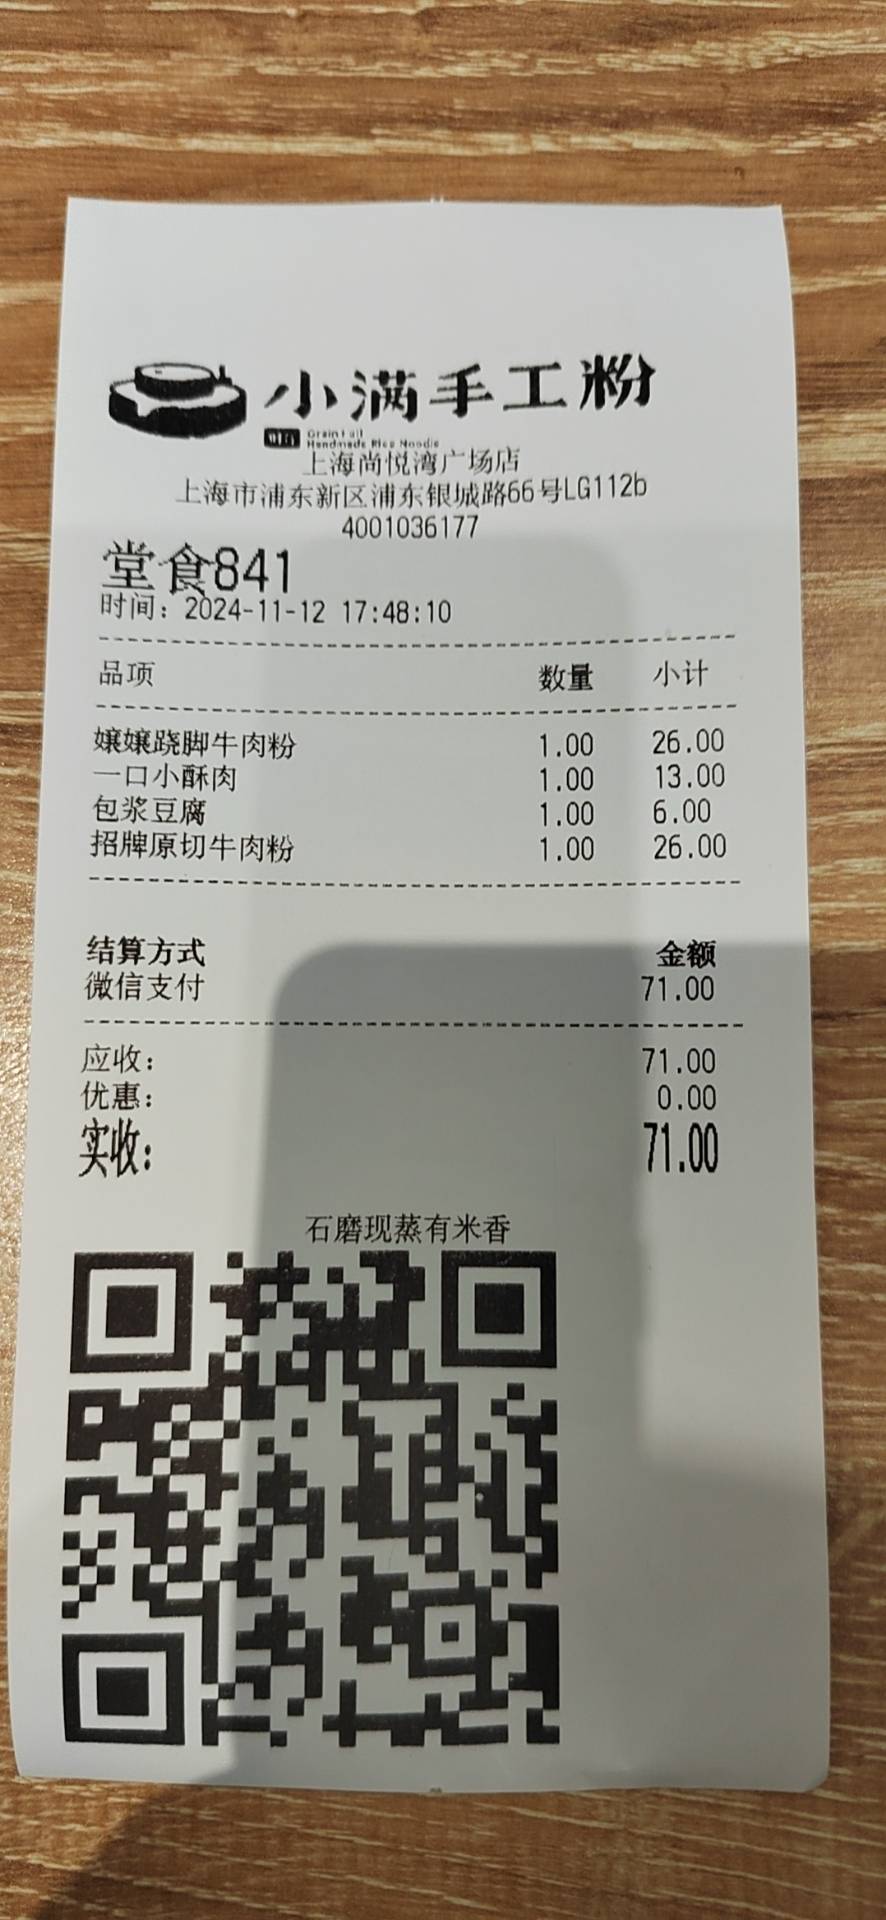 小满手工粉
Handmade Rice Noodle
上海尚悦湾广场店
上海市浦东新区浦东银城路66号LG112b
4001036177
堂食841
时间：2024-11-12 17:48:10
品项 数量 小计
嬢嬢跷脚牛肉粉 1.00 26.00
一口小酥肉 1.00 13.00
包浆豆腐 1.00 6.00
招牌原切牛肉粉 1.00 26.00
结算方式 金额
微信支付 71.00
应收： 71.00
优惠： 0.00
实收： 71.00
石磨现蒸有米香